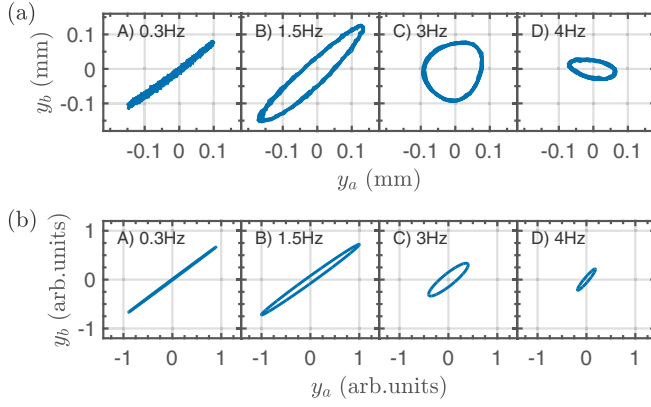 (a)
A) 0.3Hz B) 1.5Hz C) 3Hz D) 4Hz
0.1
0
-0.1
y_b (mm)
-0.1 0 0.1 -0.1 0 0.1 -0.1 0 0.1 -0.1 0 0.1
y_a (mm)
(b)
A) 0.3Hz B) 1.5Hz C) 3Hz D) 4Hz
1
0
-1
y_b (arb.units)
-1 0 1 -1 0 1 -1 0 1 -1 0 1
y_a (arb.units)